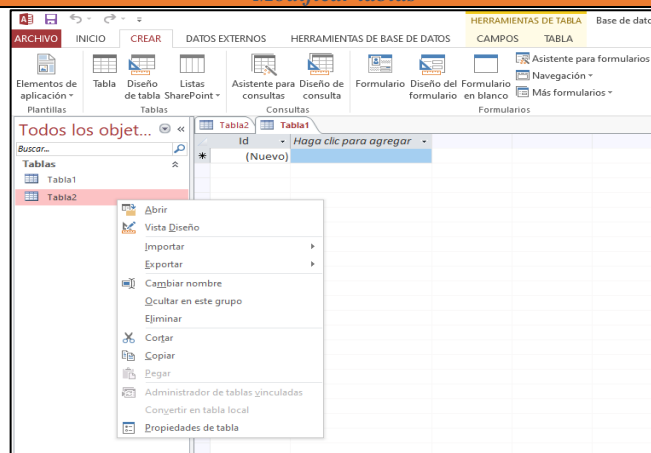 HERRAMIENTAS DE TABLA Base de dato
ARCHIVO INICIO CREAR DATOS EXTERNOS HERRAMIENTAS DE BASE DE DATOS CAMPOS TABLA
Elementos de aplicación
Tabla
Diseño de tabla
Listas SharePoint
Asistente para consultas
Diseño de consulta
Formulario
Diseño del formulario
Formulario en blanco
Asistente para formularios
Navegación
Más formularios
Plantillas Tablas Consultas Formularios
Todos los objet...
Buscar...
Tablas
Tabla1
Tabla2
Tabla2 Tabla1
Id Haga clic para agregar
(Nuevo)
Abrir
Vista Diseño
Importar
Exportar
Cambiar nombre
Ocultar en este grupo
Eliminar
Cortar
Copiar
Pegar
Administrador de tablas vinculadas
Convertir en tabla local
Propiedades de tabla